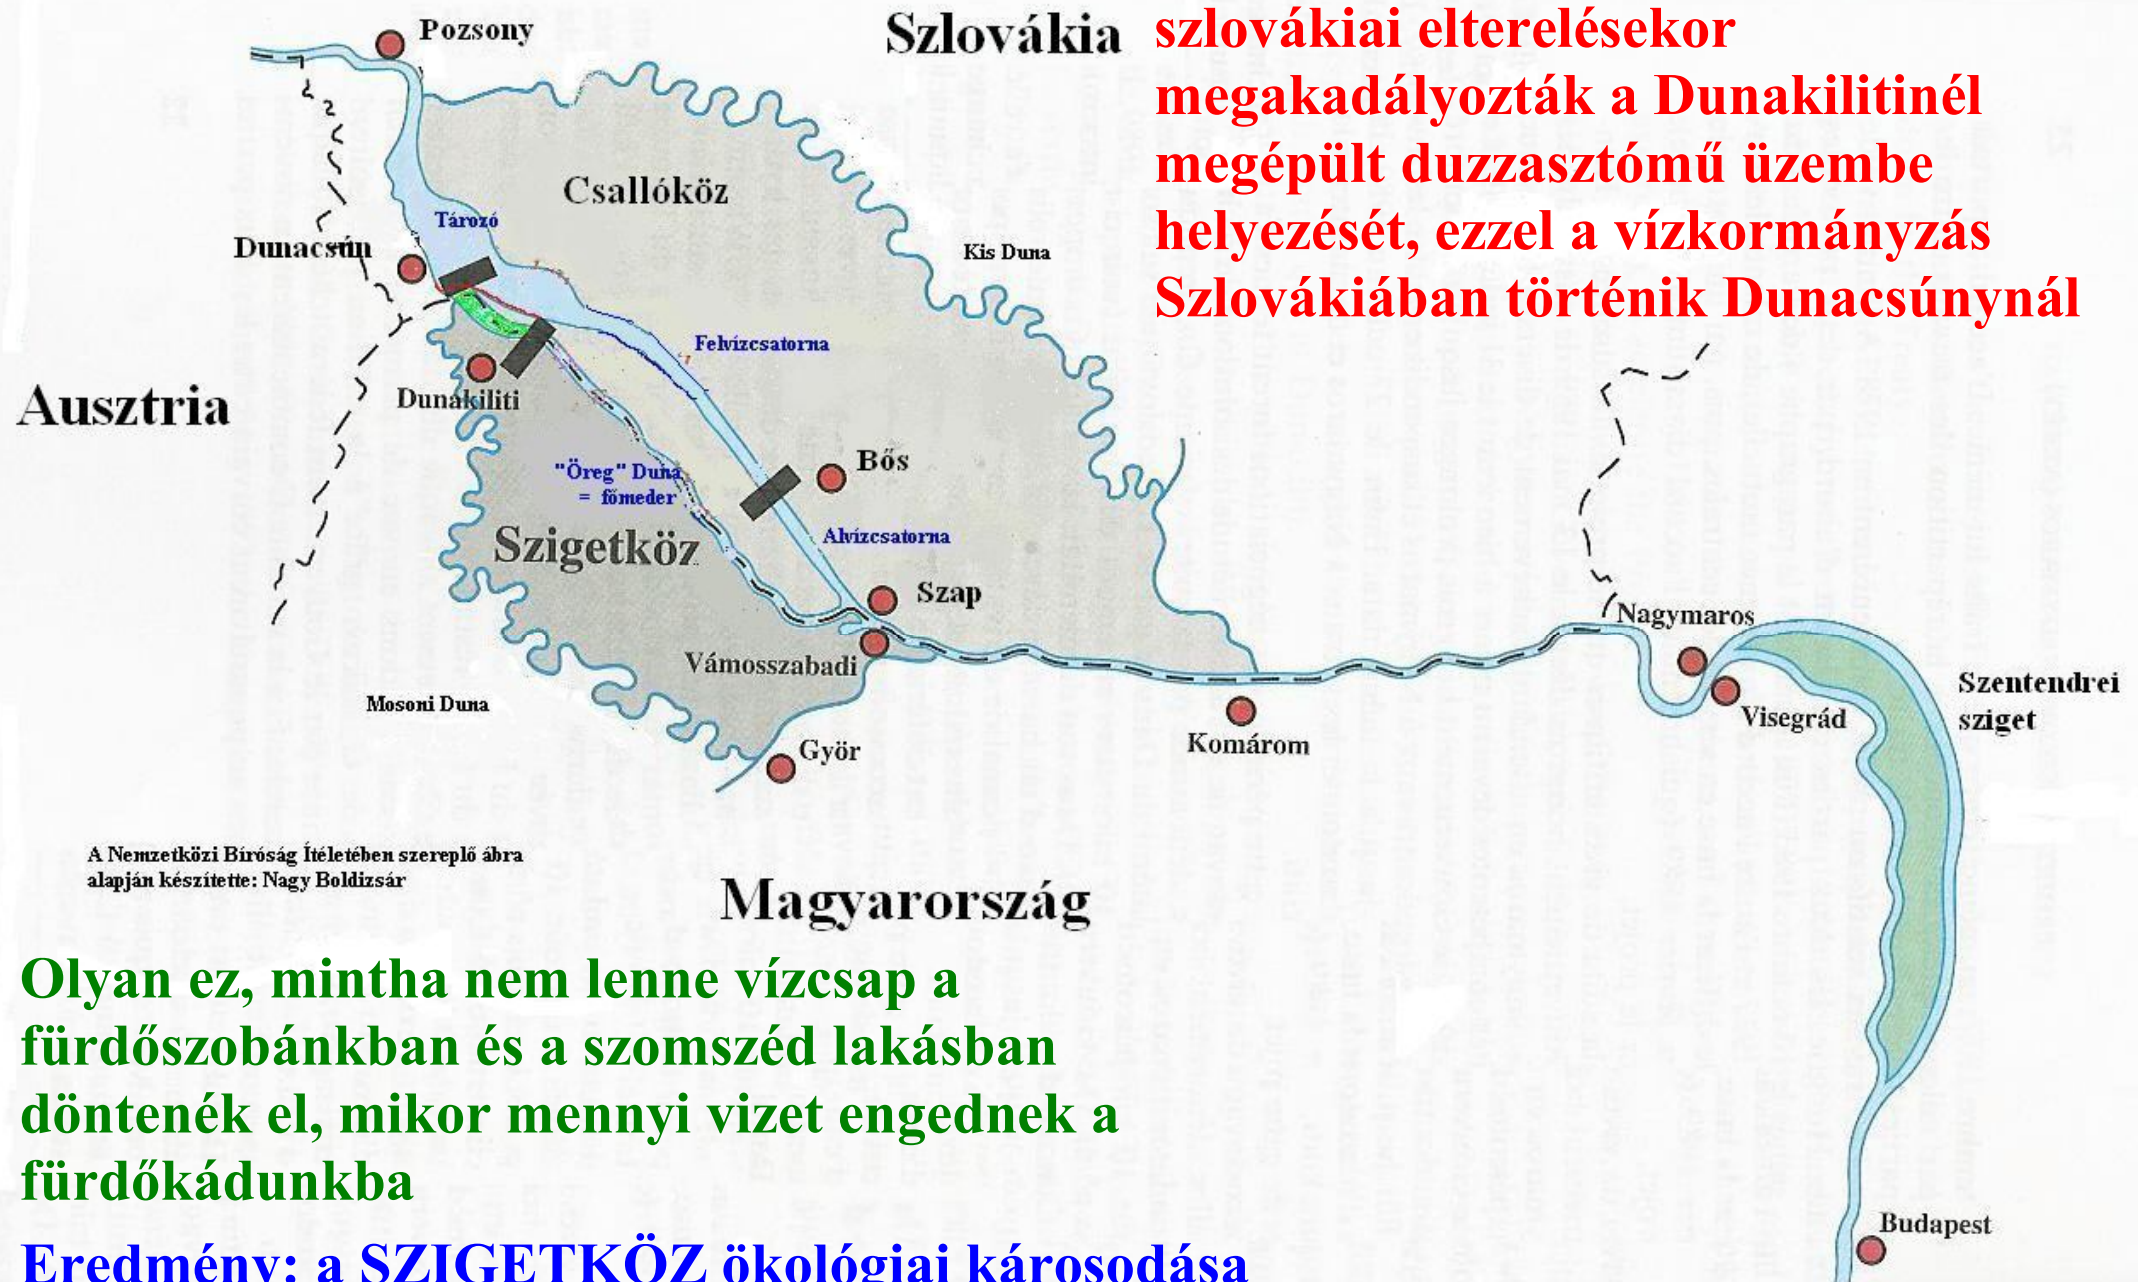 Pozsony
Szlovákia
szlovákiai elterelésekor
megakadályozták a Dunakilitinél
megépült duzzasztómű üzembe
helyezését, ezzel a vízkormányzás
Szlovákiában történik Dunacsúnynál
Csallóköz
Tározó
Dunacsún
Kis Duna
Felvízcsatorna
Ausztria
Dunakiliti
Bős
"Öreg" Duna
= főmeder
Alvízcsatorna
Szigetköz
Szap
Nagymaros
Vámosszabadi
Szentendrei
sziget
Mosoni Duna
Visegrád
Győr
Komárom
A Nemzetközi Bíróság Ítéletében szereplő ábra
alapján készítette: Nagy Boldizsár
Magyarország
Olyan ez, mintha nem lenne vízcsap a
fürdőszobánkban és a szomszéd lakásban
döntenék el, mikor mennyi vizet engednek a
fürdőkádunkba
Budapest
Eredmény: a SZIGETKÖZ ökológiai károsodása